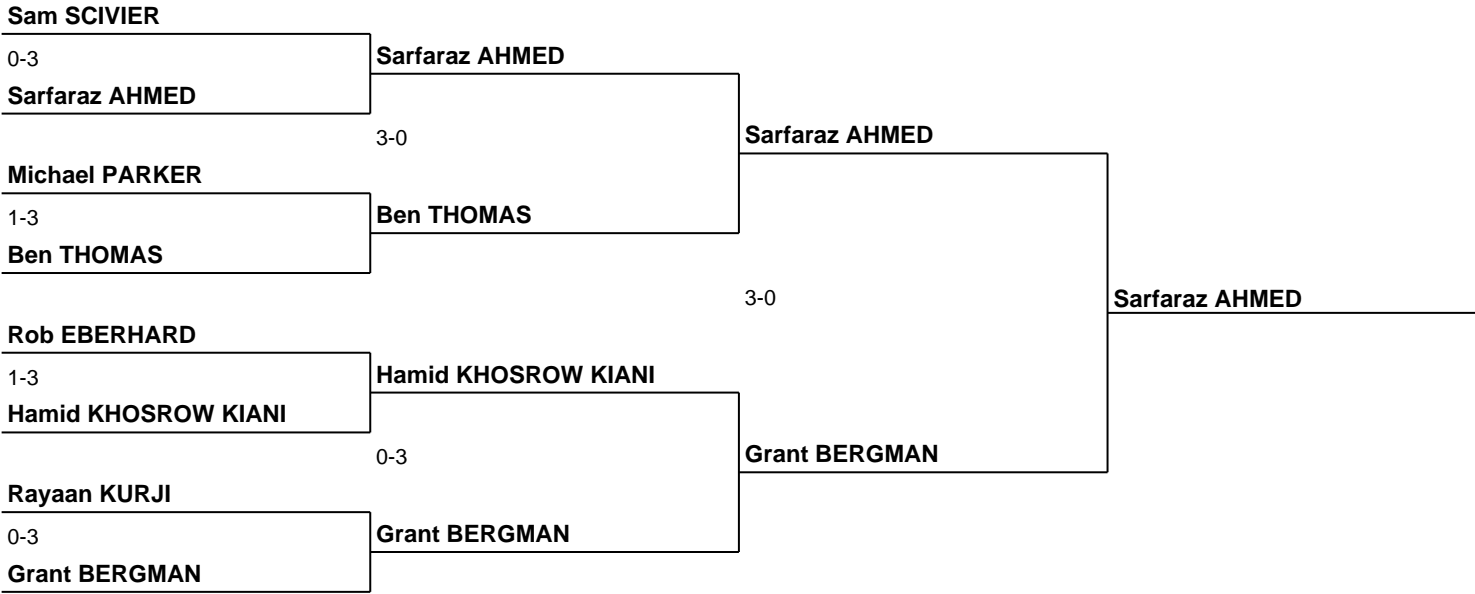 Sam SCIVIER
0-3
Sarfaraz AHMED
Sarfaraz AHMED
3-0
Sarfaraz AHMED
Michael PARKER
1-3
Ben THOMAS
Ben THOMAS
3-0
Sarfaraz AHMED
Rob EBERHARD
1-3
Hamid KHOSROW KIANI
Hamid KHOSROW KIANI
0-3
Grant BERGMAN
Rayaan KURJI
0-3
Grant BERGMAN
Grant BERGMAN